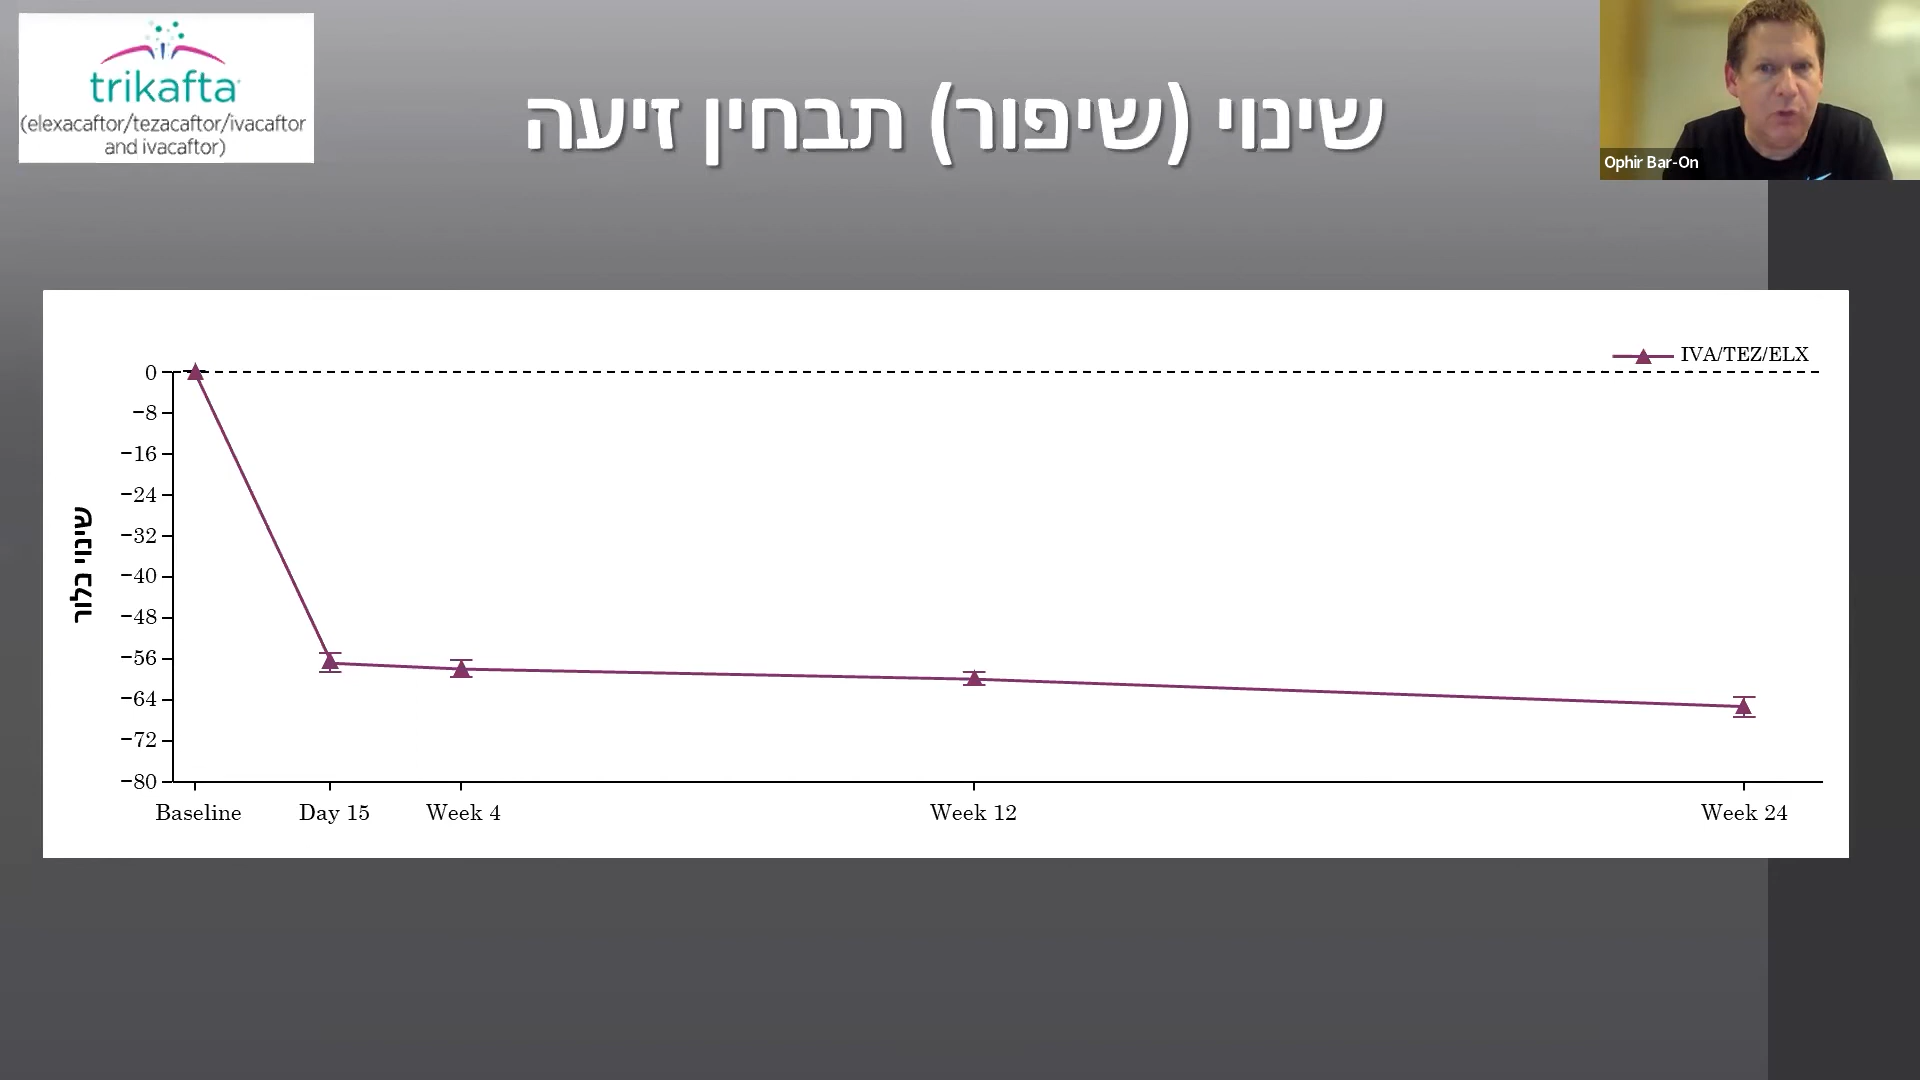 trikafta
(elexacaftor/tezacaftor/ivacaftor
and ivacaftor)
שינוי (שיפור) תבחין זיעה
Ophir Bar-On
IVA/TEZ/ELX
שינוי כלור
0
−8
−16
−24
−32
−40
−48
−56
−64
−72
−80
Baseline Day 15 Week 4 Week 12 Week 24